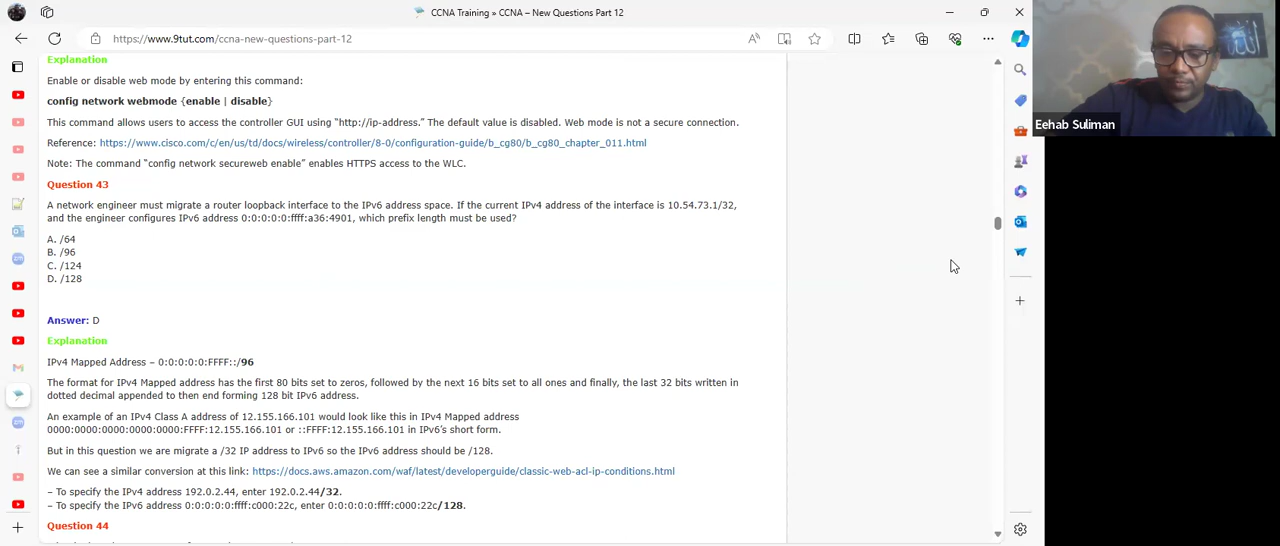 CCNA Training » CCNA – New Questions Part 12
https://www.9tut.com/ccna-new-questions-part-12
Explanation
Enable or disable web mode by entering this command:
config network webmode {enable | disable}
This command allows users to access the controller GUI using “http://ip-address.” The default value is disabled. Web mode is not a secure connection.
Reference: https://www.cisco.com/c/en/us/td/docs/wireless/controller/8-0/configuration-guide/b_cg80/b_cg80_chapter_011.html
Note: The command “config network secureweb enable” enables HTTPS access to the WLC.
Question 43
A network engineer must migrate a router loopback interface to the IPv6 address space. If the current IPv4 address of the interface is 10.54.73.1/32,
and the engineer configures IPv6 address 0:0:0:0:0:ffff:a36:4901, which prefix length must be used?
A. /64
B. /96
C. /124
D. /128
Answer: D
Explanation
IPv4 Mapped Address – 0:0:0:0:0:FFFF::/96
The format for IPv4 Mapped address has the first 80 bits set to zeros, followed by the next 16 bits set to all ones and finally, the last 32 bits written in
dotted decimal appended to then end forming 128 bit IPv6 address.
An example of an IPv4 Class A address of 12.155.166.101 would look like this in IPv4 Mapped address
0000:0000:0000:0000:0000:FFFF:12.155.166.101 or ::FFFF:12.155.166.101 in IPv6’s short form.
But in this question we are migrate a /32 IP address to IPv6 so the IPv6 address should be /128.
We can see a similar conversion at this link: https://docs.aws.amazon.com/waf/latest/developerguide/classic-web-acl-ip-conditions.html
– To specify the IPv4 address 192.0.2.44, enter 192.0.2.44/32.
– To specify the IPv6 address 0:0:0:0:0:ffff:c000:22c, enter 0:0:0:0:0:ffff:c000:22c/128.
Question 44
Eehab Suliman